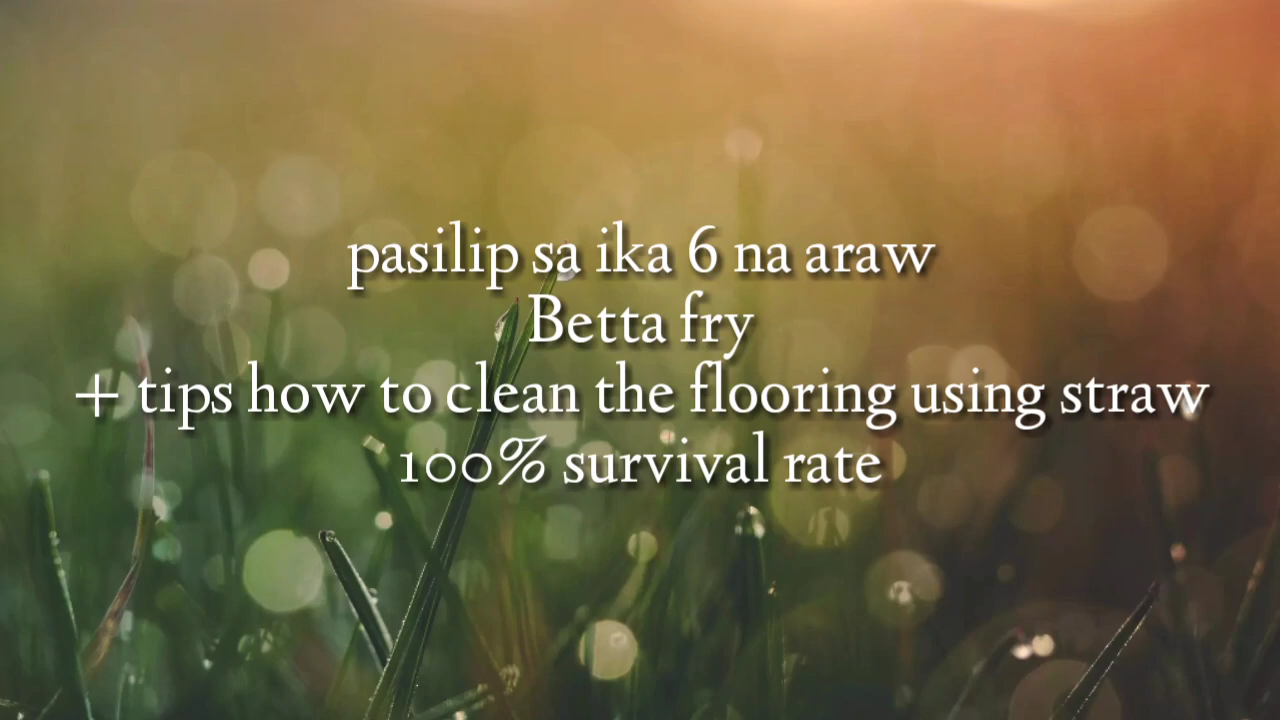 pasilip sa ika 6 na araw
Betta fry
+ tips how to clean the flooring using straw
100% survival rate